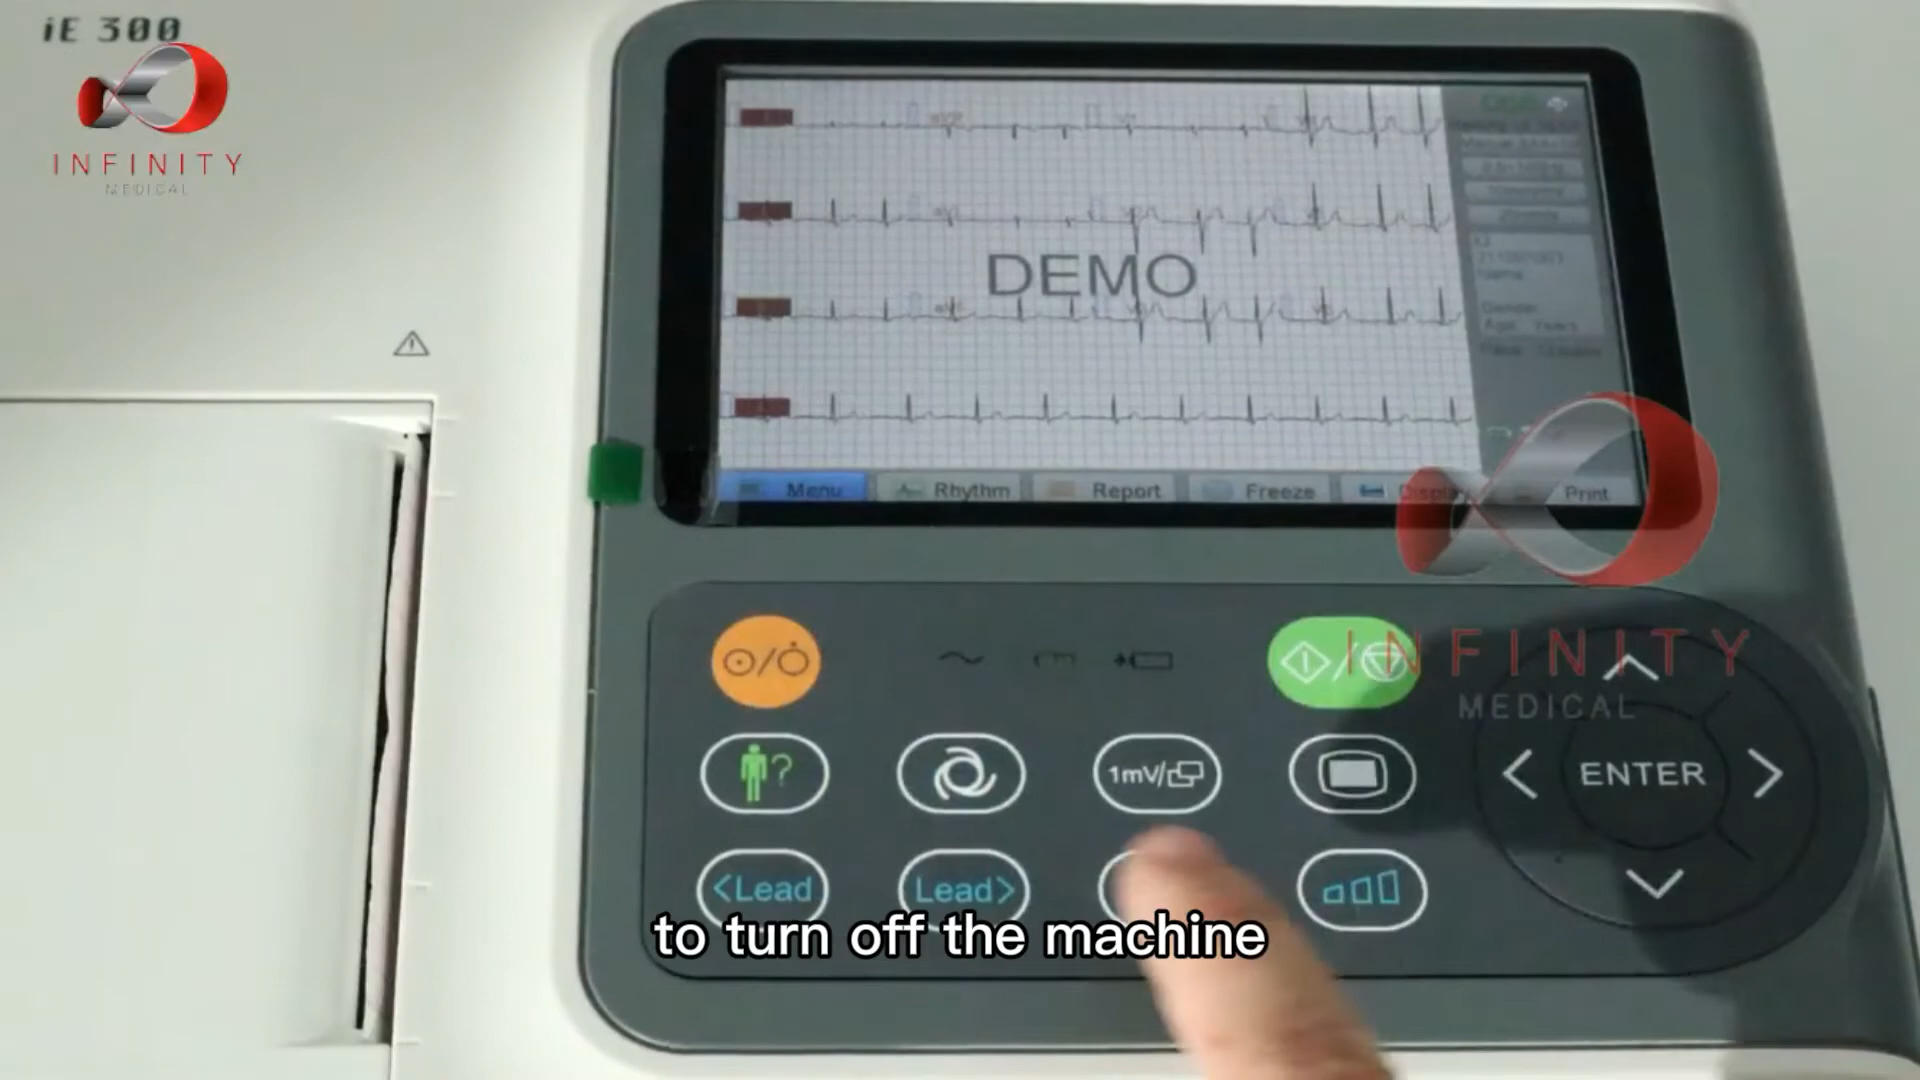 iE 300
INFINITY
MEDICAL
DEMO
Menu
Rhythm
Report
Freeze
Display
Print
INFINITY
MEDICAL
1mV/
ENTER
<Lead
Lead>
to turn off the machine